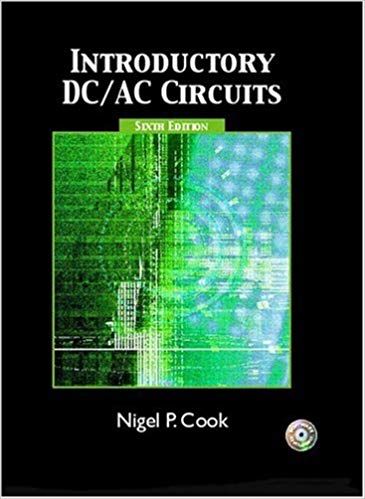 INTRODUCTORY
DC/AC CIRCUITS
SIXTH EDITION
Nigel P. Cook